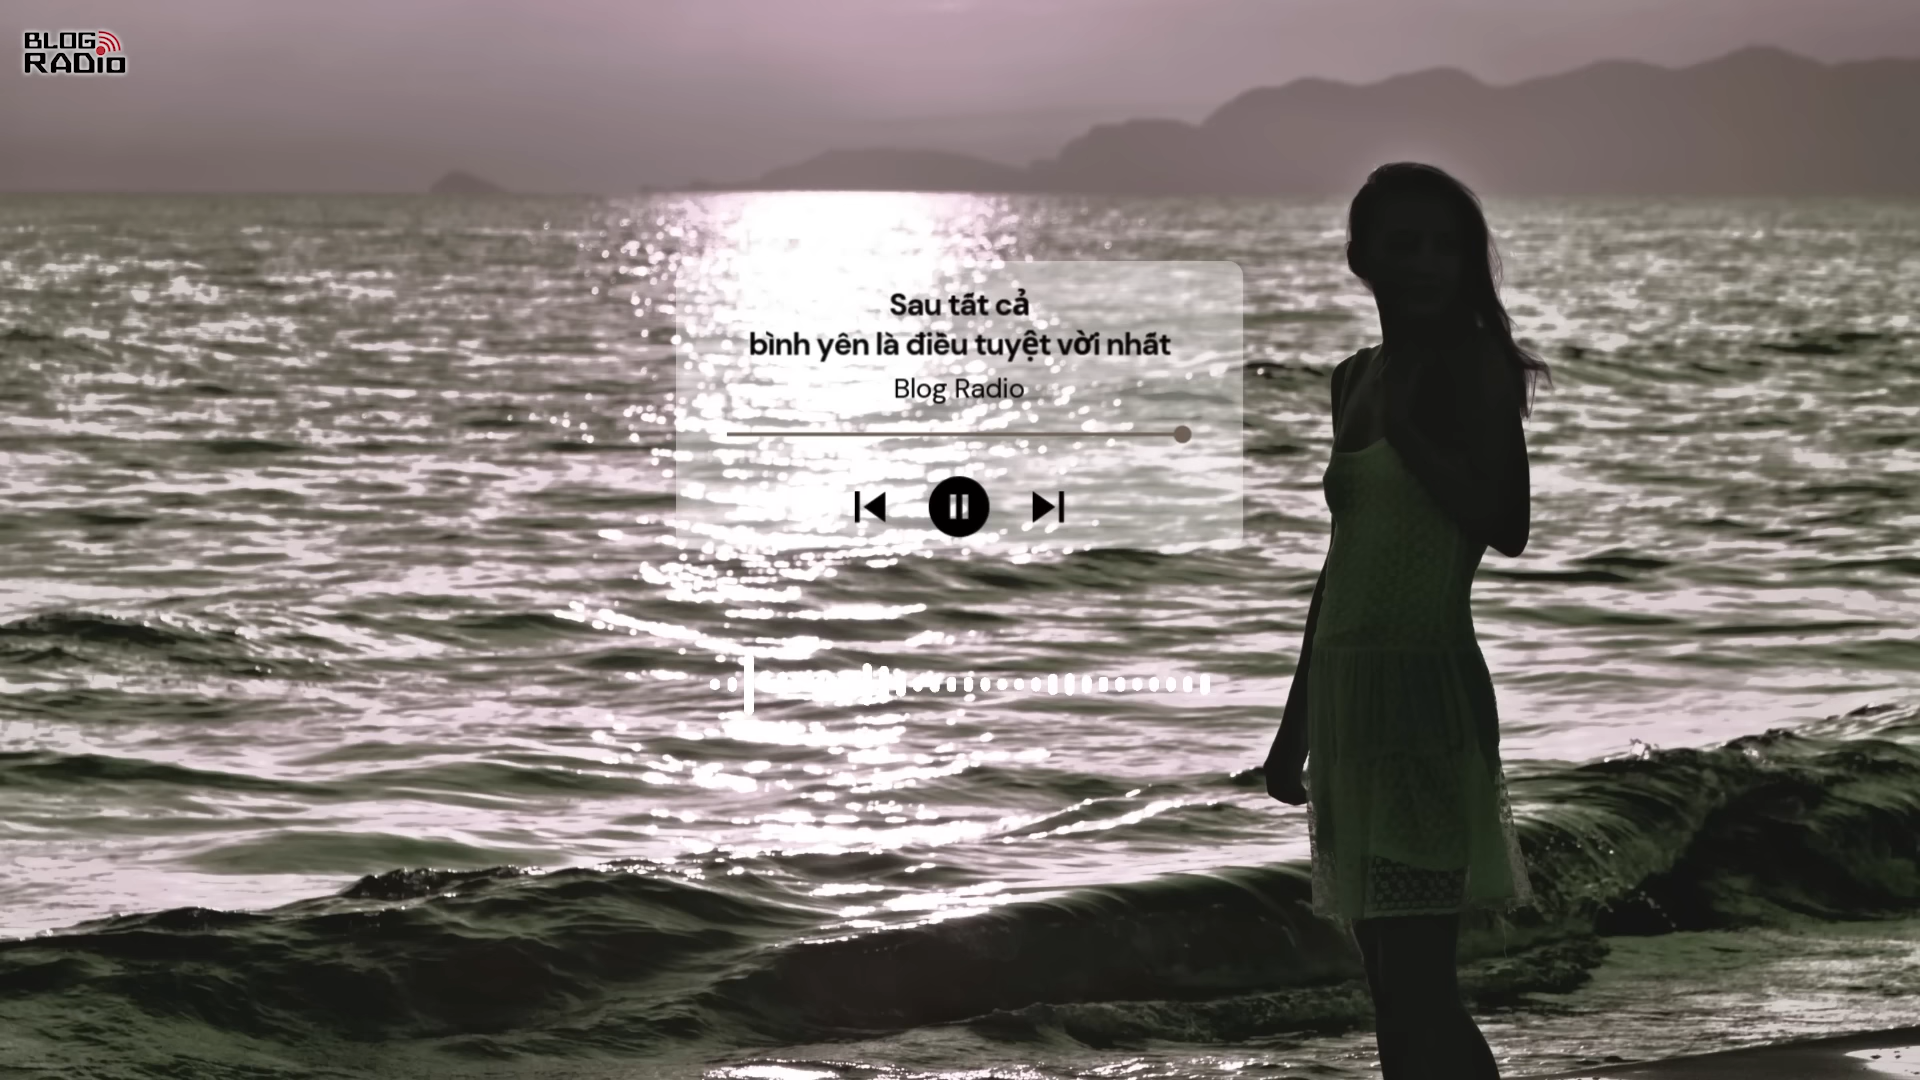 BLOG
RADIO
Sau tất cả
bình yên là điều tuyệt vời nhất
Blog Radio